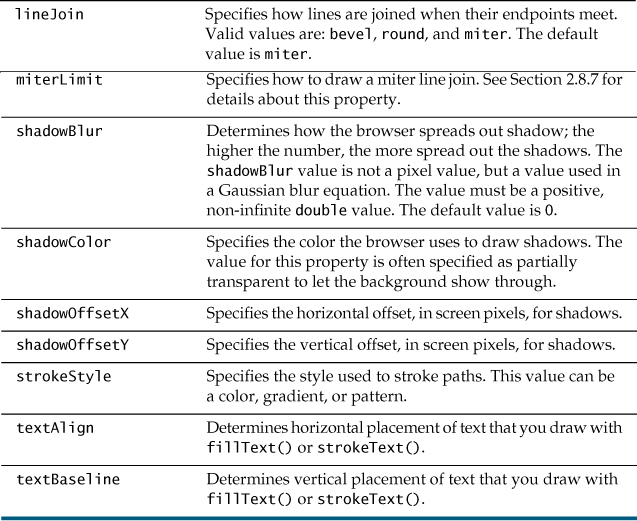 lineJoin Specifies how lines are joined when their endpoints meet.
Valid values are: bevel, round, and miter. The default
value is miter.
miterLimit Specifies how to draw a miter line join. See Section 2.8.7 for
details about this property.
shadowBlur Determines how the browser spreads out shadow; the
higher the number, the more spread out the shadows. The
shadowBlur value is not a pixel value, but a value used in
a Gaussian blur equation. The value must be a positive,
non-infinite double value. The default value is 0.
shadowColor Specifies the color the browser uses to draw shadows. The
value for this property is often specified as partially
transparent to let the background show through.
shadowOffsetX Specifies the horizontal offset, in screen pixels, for shadows.
shadowOffsetY Specifies the vertical offset, in screen pixels, for shadows.
strokeStyle Specifies the style used to stroke paths. This value can be
a color, gradient, or pattern.
textAlign Determines horizontal placement of text that you draw with
fillText() or strokeText().
textBaseline Determines vertical placement of text that you draw with
fillText() or strokeText().